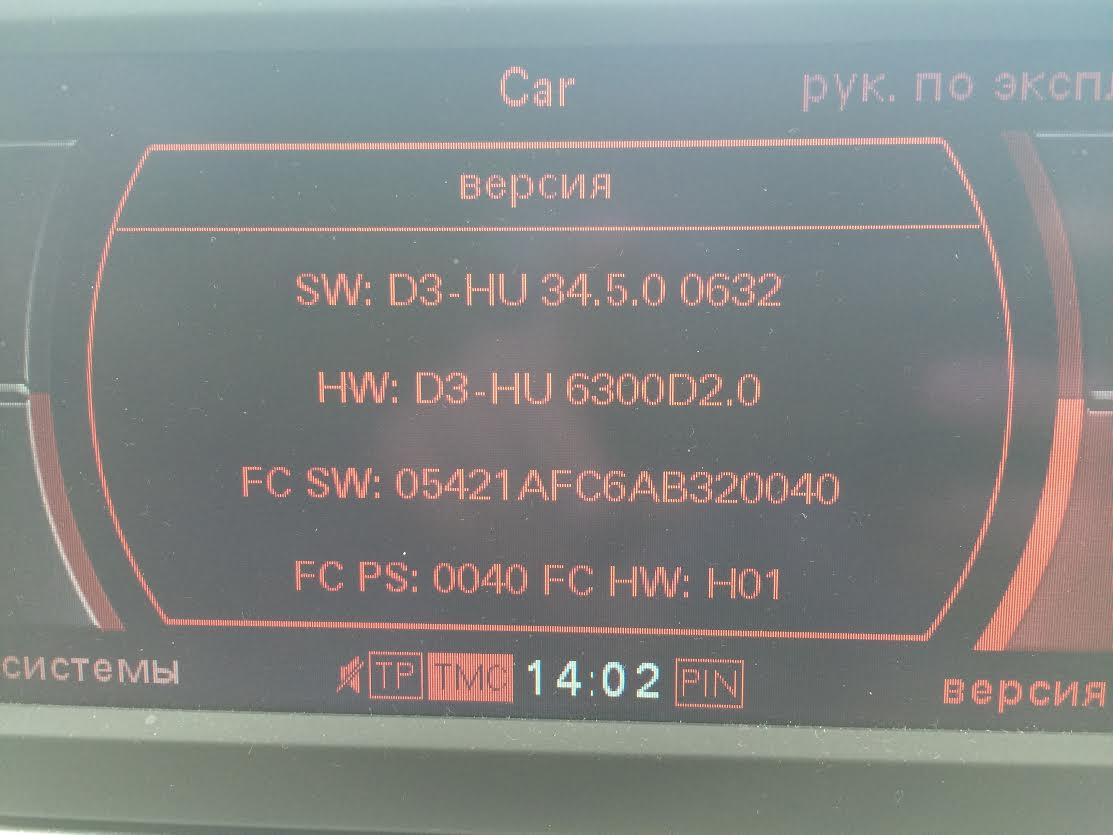 Car
рук. по экспл
версия
SW: D3-HU 34.5.0 0632
HW: D3-HU 6300D2.0
FC SW: 05421AFC6AB320040
FC PS: 0040 FC HW: H01
системы
TP TMC 14:02 PIN
версия